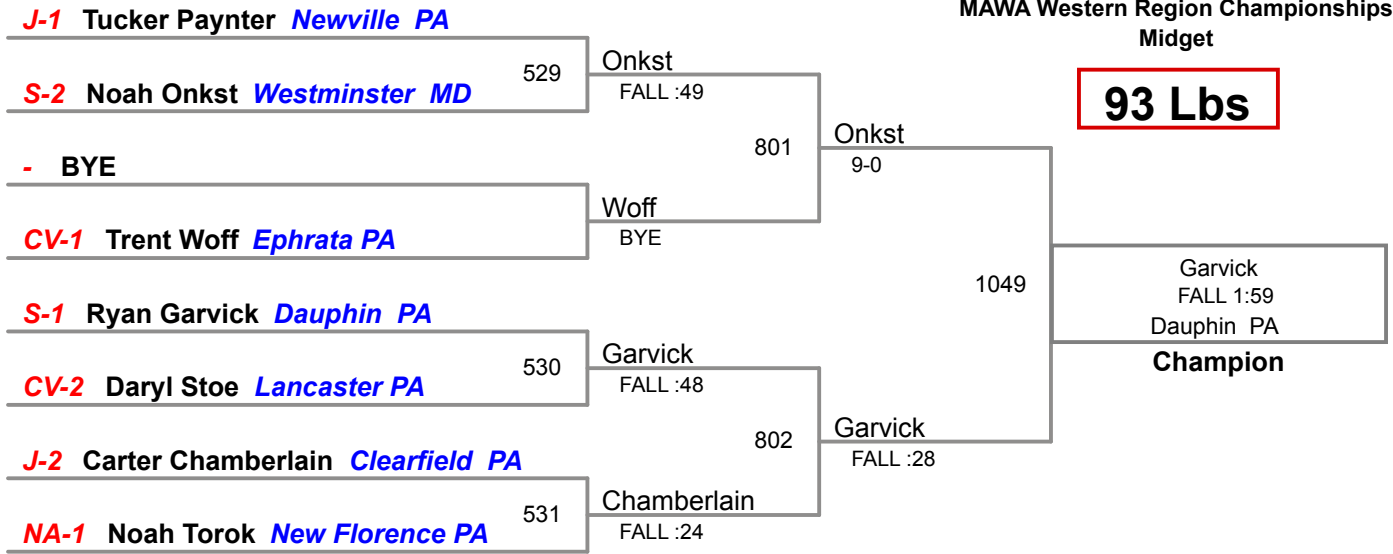 MAWA Western Region Championships
Midget
93 Lbs
J-1 Tucker Paynter Newville PA
529
Onkst
FALL :49
S-2 Noah Onkst Westminster MD
801
Onkst
9-0
- BYE
Woff
BYE
CV-1 Trent Woff Ephrata PA
1049
Garvick
FALL 1:59
Dauphin PA
Champion
S-1 Ryan Garvick Dauphin PA
530
Garvick
FALL :48
CV-2 Daryl Stoe Lancaster PA
802
Garvick
FALL :28
J-2 Carter Chamberlain Clearfield PA
531
Chamberlain
FALL :24
NA-1 Noah Torok New Florence PA